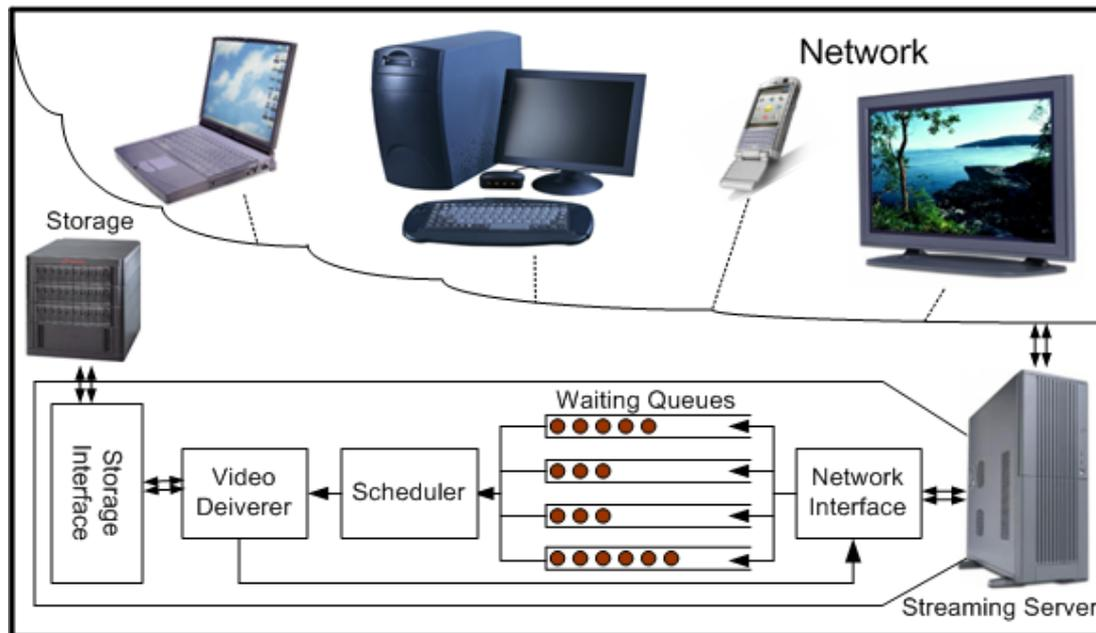 Network
Storage
Waiting Queues
Storage
Interface
Video
Deiverer
Scheduler
Network
Interface
Streaming Server